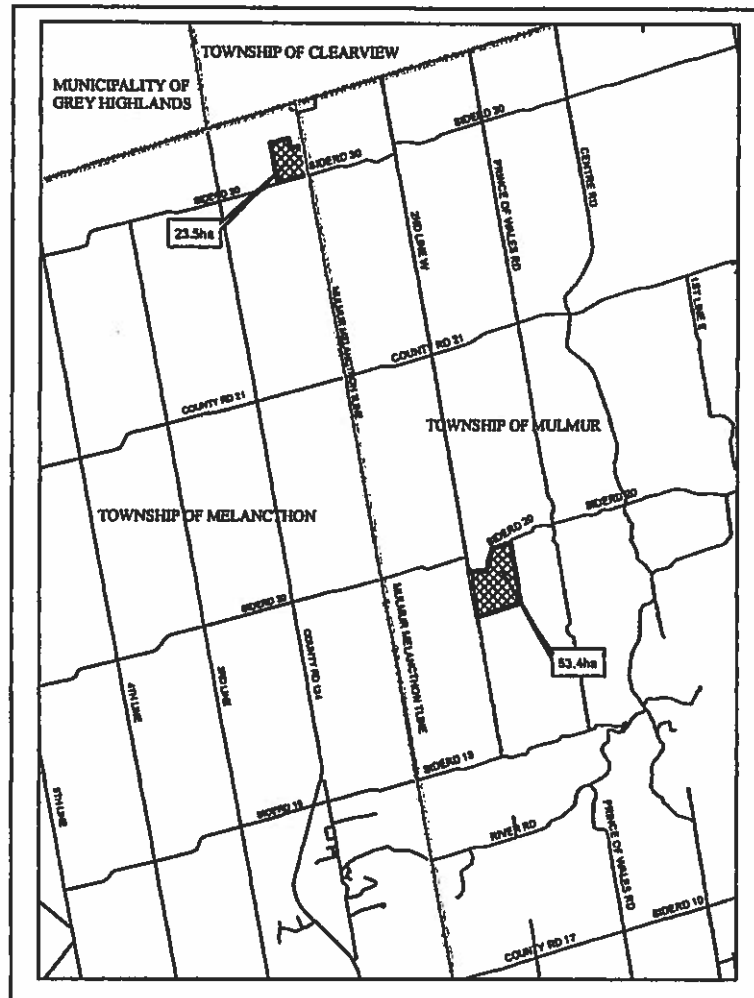 TOWNSHIP OF CLEARVIEW
MUNICIPALITY OF
GREY HIGHLANDS
SIDERD 30
SIDERD 30
SIDERD 30
23.5ha
2ND LINE W
PRINCE OF WALES RD
CENTRE RD
1ST LINE E
MULMUR MELANCTHON TLINE
COUNTY RD 21
COUNTY RD 21
TOWNSHIP OF MULMUR
TOWNSHIP OF MELANCTHON
SIDERD 20
SIDERD 20
SIDERD 20
53.4ha
4TH LINE
3RD LINE
COUNTY RD 124
MULMUR MELANCTHON TLINE
5TH LINE
SIDERD 15
SIDERD 15
RIVER RD
PRINCE OF WALES RD
SIDERD 10
COUNTY RD 17